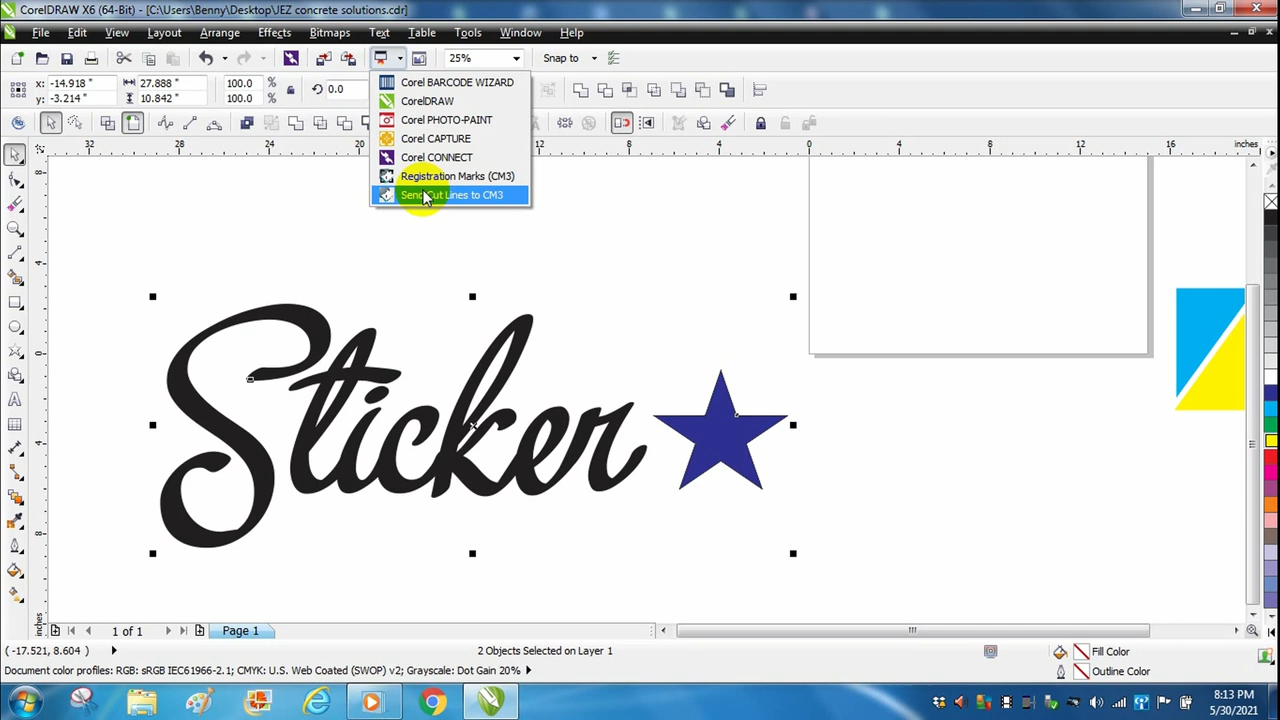 CorelDRAW X6 (64-Bit) - [C:\Users\Benny\Desktop\JEZ concrete solutions.cdr]
File Edit View Layout Arrange Effects Bitmaps Text Table Tools Window Help
25% Snap to
x: -14.918 " 27.888 " 100.0 % 0.0
y: -3.214 " 10.842 " 100.0 %
Corel BARCODE WIZARD
CorelDRAW
Corel PHOTO-PAINT
Corel CAPTURE
Corel CONNECT
Registration Marks (CM3)
Send Cut Lines to CM3
32 28 24 20 12 8 4 0 4 8 12 16 inches
8
4
0
4
8
inches
Sticker
1 of 1 Page 1
(-17.521, 8.604) 2 Objects Selected on Layer 1 Fill Color
Document color profiles: RGB: sRGB IEC61966-2.1; CMYK: U.S. Web Coated (SWOP) v2; Grayscale: Dot Gain 20% Outline Color
8:13 PM
5/30/2021